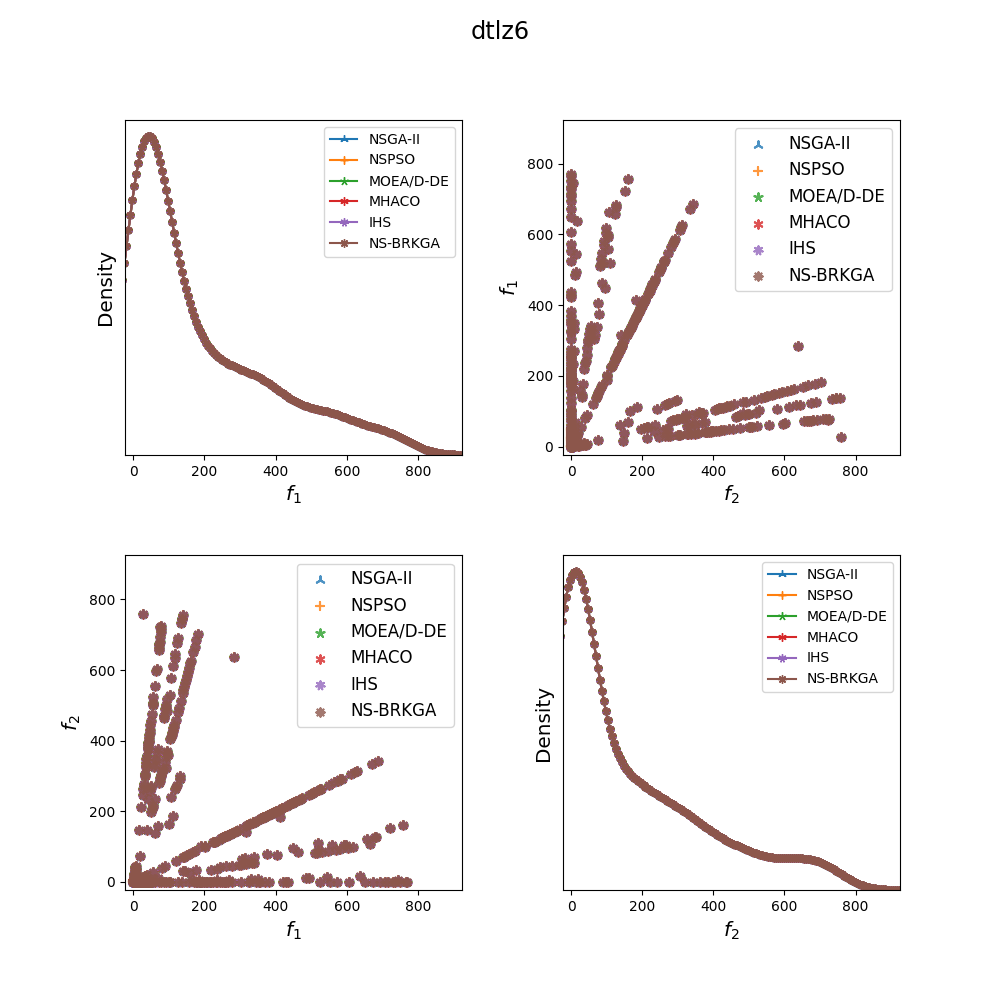 dtlz6
Density
NSGA-II
NSPSO
MOEA/D-DE
MHACO
IHS
NS-BRKGA
0 200 400 600 800
f1
f1
800
600
400
200
0
NSGA-II
NSPSO
MOEA/D-DE
MHACO
IHS
NS-BRKGA
0 200 400 600 800
f2
f2
800
600
400
200
0
NSGA-II
NSPSO
MOEA/D-DE
MHACO
IHS
NS-BRKGA
0 200 400 600 800
f1
Density
NSGA-II
NSPSO
MOEA/D-DE
MHACO
IHS
NS-BRKGA
0 200 400 600 800
f2